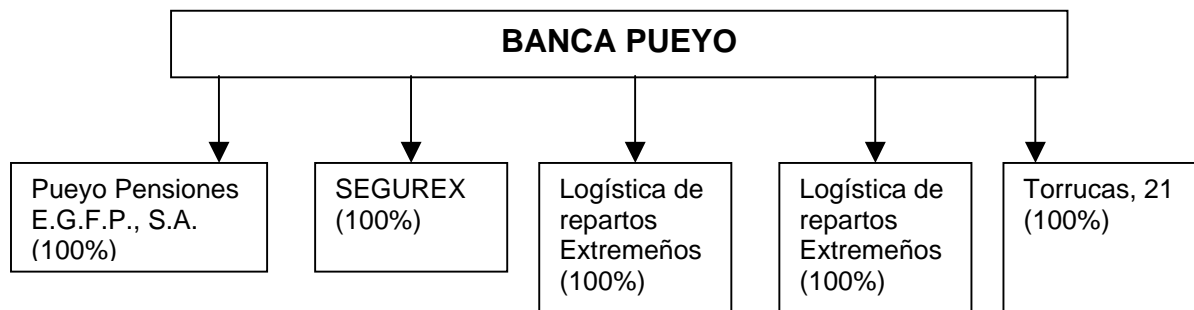 BANCA PUEYO
Pueyo Pensiones
E.G.F.P., S.A.
(100%)
SEGUREX
(100%)
Logística de
repartos
Extremeños
(100%)
Logística de
repartos
Extremeños
(100%)
Torrucas, 21
(100%)